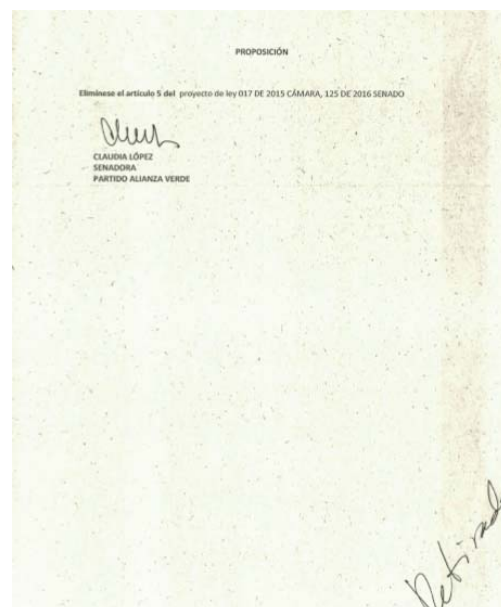 PROPOSICIÓN
Elimínese el artículo 5 del proyecto de ley 017 DE 2015 CÁMARA, 125 DE 2016 SENADO
CLAUDIA LÓPEZ
SENADORA
PARTIDO ALIANZA VERDE
Retirada